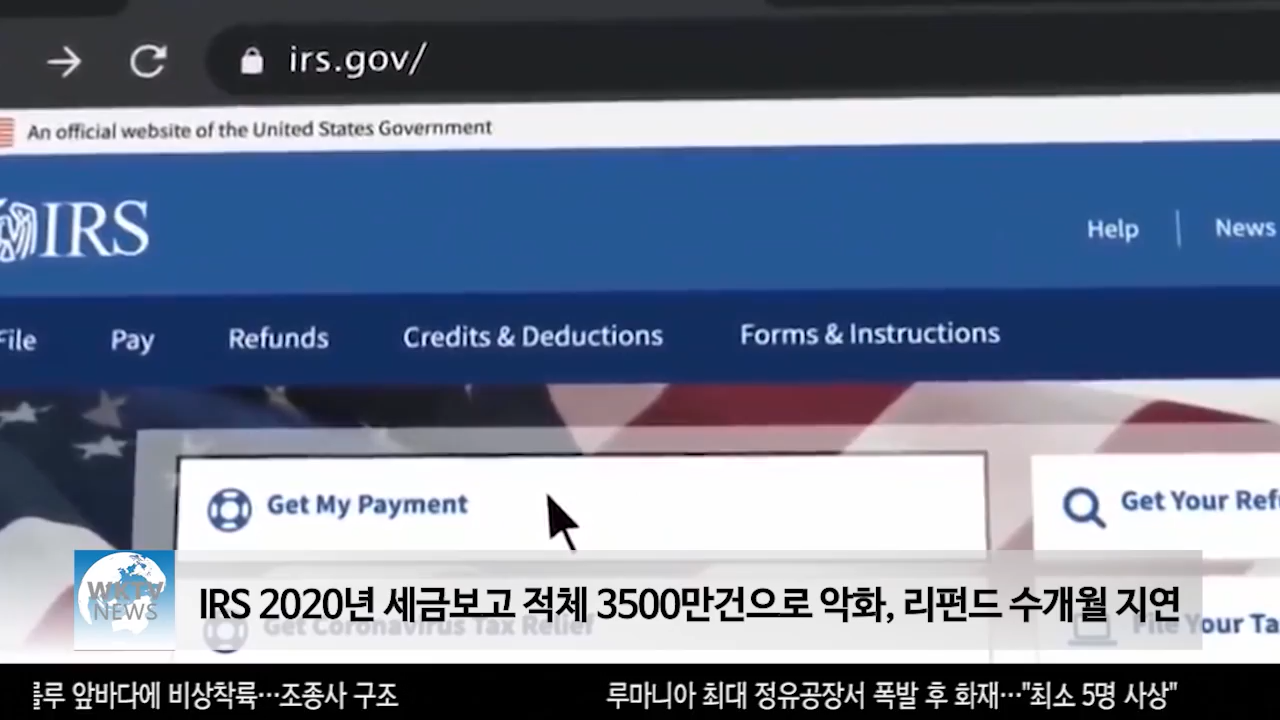 irs.gov/
An official website of the United States Government
IRS
Help
News
File
Pay
Refunds
Credits & Deductions
Forms & Instructions
Get My Payment
Get Your
WKTV
NEWS
IRS 2020년 세금보고 적체 3500만건으로 악화, 리펀드 수개월 지연
Get Coronavirus Tax Relief
File Your
앞바다에 비상착륙…조종사 구조
루마니아 최대 정유공장서 폭발 후 화재…"최소 5명 사상"